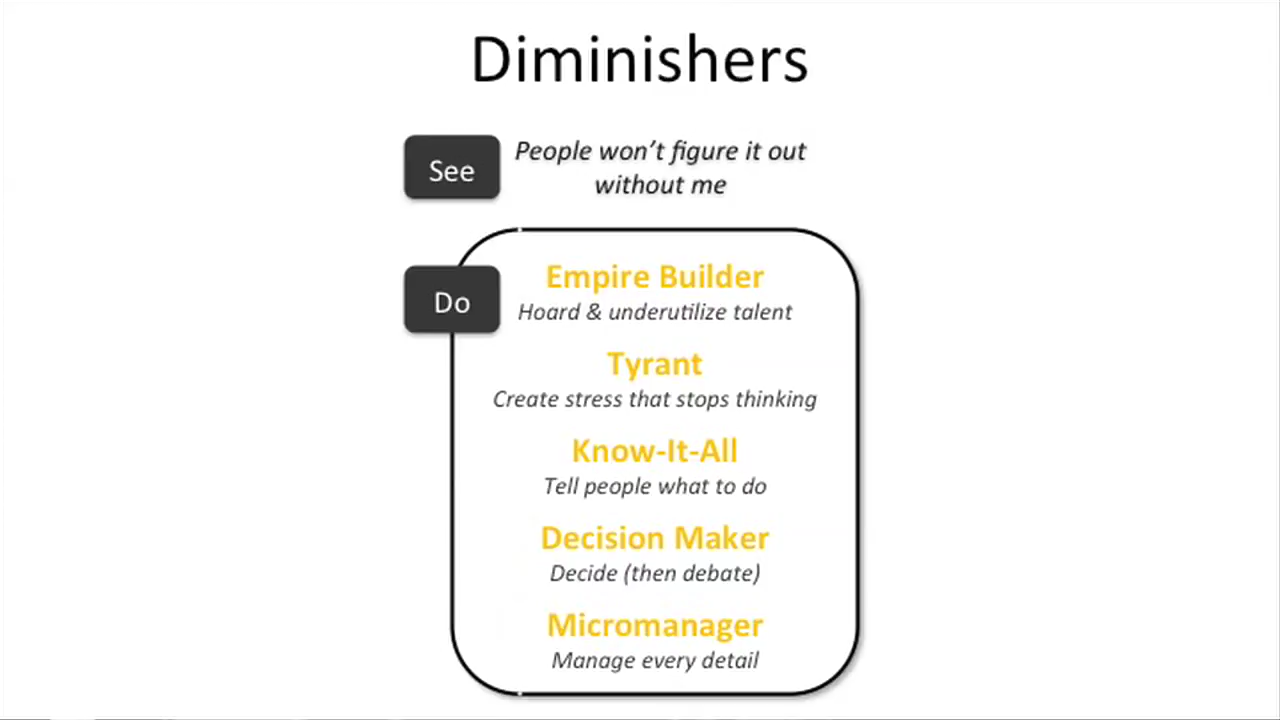 Diminishers
See
People won't figure it out
without me
Do
Empire Builder
Hoard & underutilize talent
Tyrant
Create stress that stops thinking
Know-It-All
Tell people what to do
Decision Maker
Decide (then debate)
Micromanager
Manage every detail